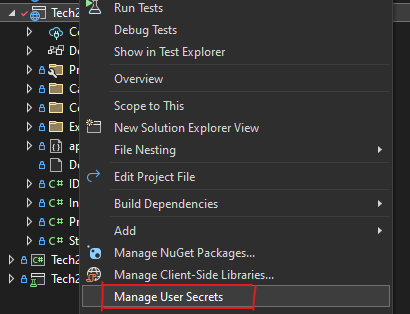 Tech2
Run Tests
Debug Tests
Show in Test Explorer
Overview
Scope to This
New Solution Explorer View
File Nesting
Edit Project File
Build Dependencies
Add
Manage NuGet Packages...
Manage Client-Side Libraries...
Manage User Secrets
Co
De
Pr
Ca
Co
Ex
ap
Do
C# ID
C# In
C# Pr
C# St
C# Tech2
Tech2